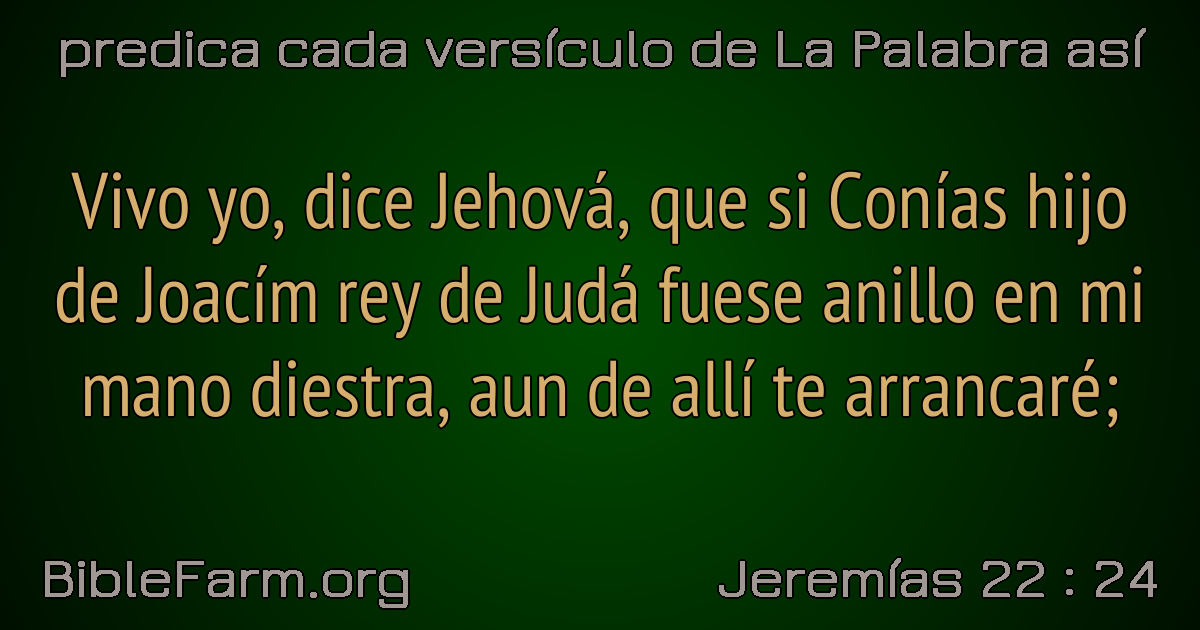 predica cada versículo de La Palabra así
Vivo yo, dice Jehová, que si Conías hijo
de Joacím rey de Judá fuese anillo en mi
mano diestra, aun de allí te arrancaré;
BibleFarm.org
Jeremías 22 : 24